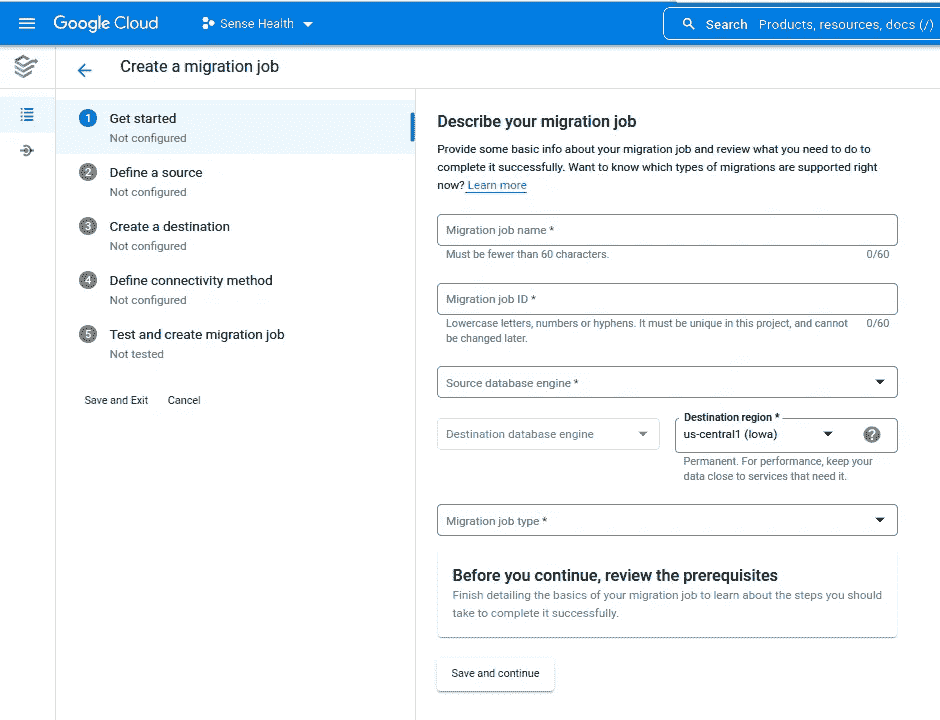 Google Cloud
Sense Health
Search Products, resources, docs (/)
Create a migration job
1 Get started
Not configured
2 Define a source
Not configured
3 Create a destination
Not configured
4 Define connectivity method
Not configured
5 Test and create migration job
Not tested
Save and Exit Cancel
Describe your migration job
Provide some basic info about your migration job and review what you need to do to
complete it successfully. Want to know which types of migrations are supported right
now? Learn more
Migration job name *
Must be fewer than 60 characters. 0/60
Migration job ID *
Lowercase letters, numbers or hyphens. It must be unique in this project, and cannot 0/60
be changed later.
Source database engine *
Destination database engine
Destination region *
us-central1 (Iowa) ?
Permanent. For performance, keep your
data close to services that need it.
Migration job type *
Before you continue, review the prerequisites
Finish detailing the basics of your migration job to learn about the steps you should
take to complete it successfully.
Save and continue